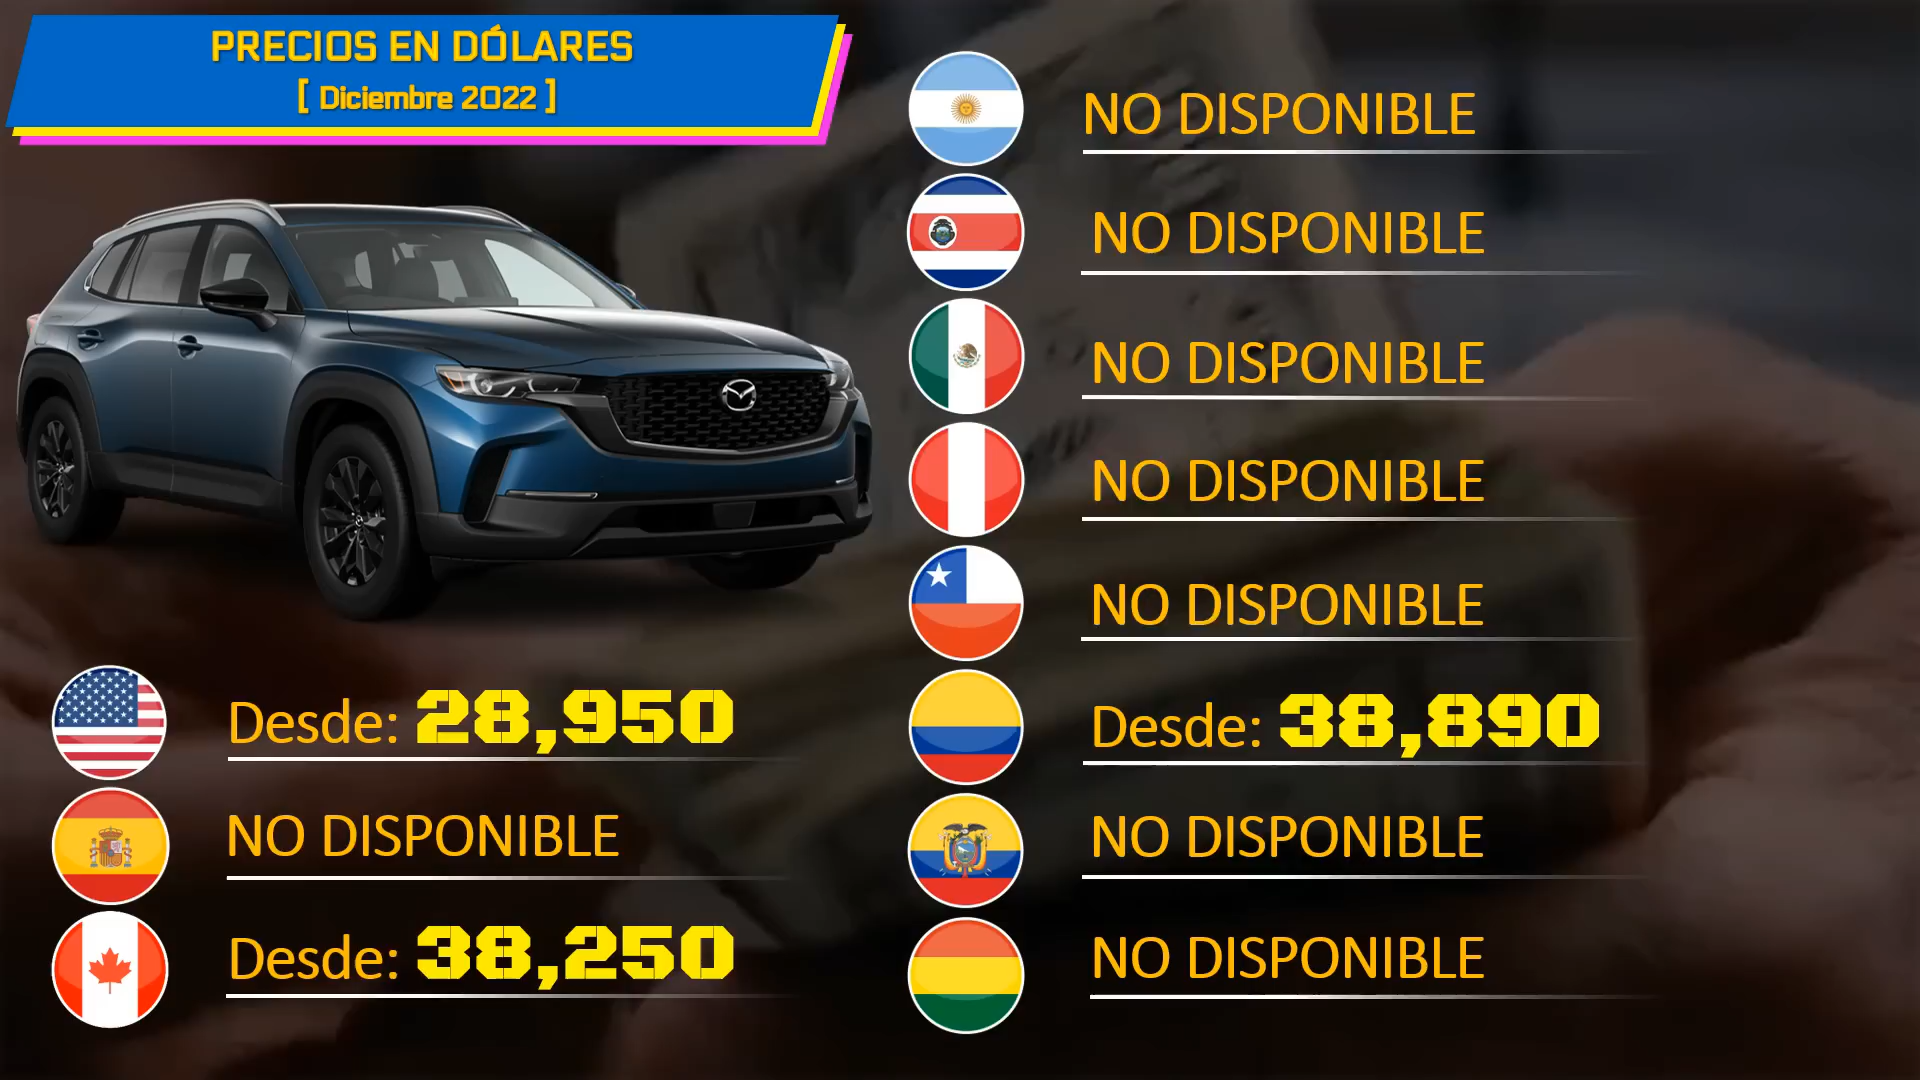 PRECIOS EN DÓLARES
[ Diciembre 2022 ]
Desde: 28,950
NO DISPONIBLE
Desde: 38,250
NO DISPONIBLE
NO DISPONIBLE
NO DISPONIBLE
NO DISPONIBLE
NO DISPONIBLE
Desde: 38,890
NO DISPONIBLE
NO DISPONIBLE